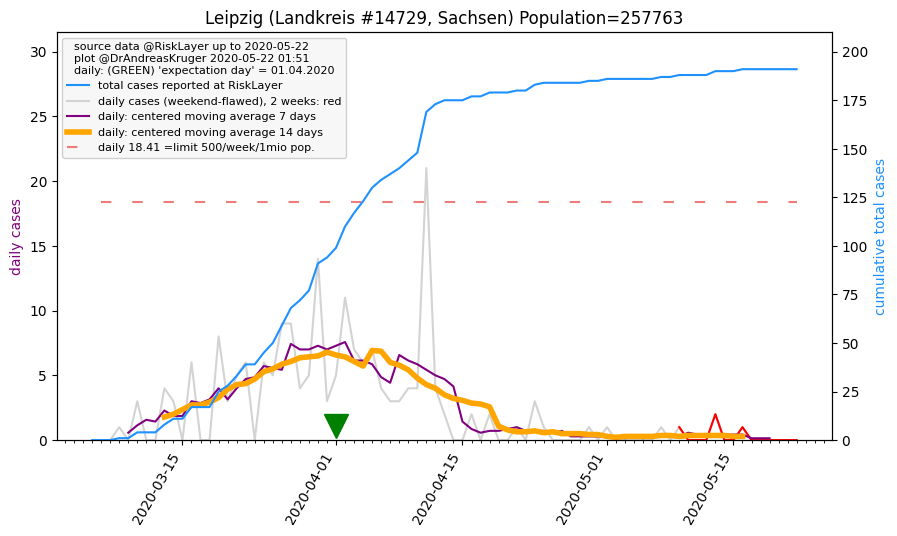 Leipzig (Landkreis #14729, Sachsen) Population=257763
source data @RiskLayer up to 2020-05-22
plot @DrAndreasKruger 2020-05-22 01:51
daily: (GREEN) 'expectation day' = 01.04.2020
total cases reported at RiskLayer
daily cases (weekend-flawed), 2 weeks: red
daily: centered moving average 7 days
daily: centered moving average 14 days
daily 18.41 =limit 500/week/1mio pop.
daily cases
30
25
20
15
10
5
0
cumulative total cases
200
175
150
125
100
75
50
25
0
2020-03-15
2020-04-01
2020-04-15
2020-05-01
2020-05-15